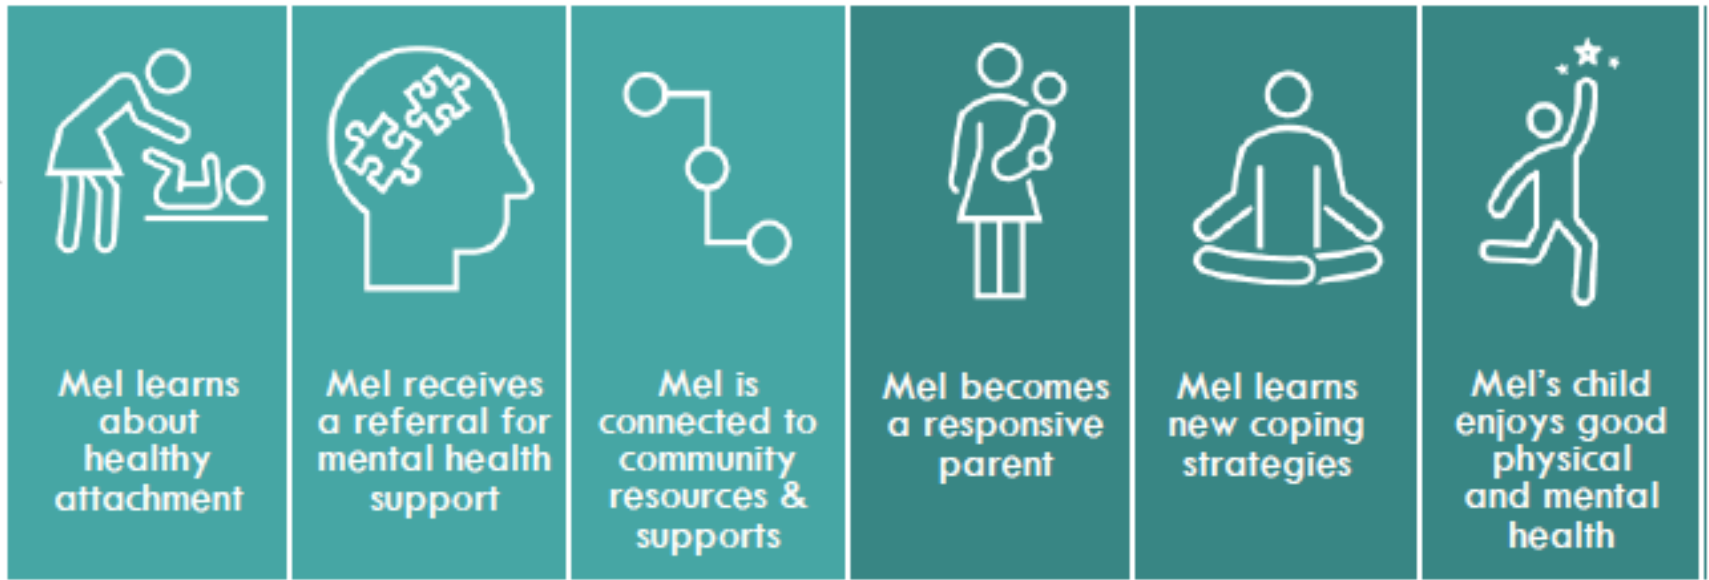 Mel learns
about
healthy
attachment
Mel receives
a referral for
mental health
support
Mel is
connected to
community
resources &
supports
Mel becomes
a responsive
parent
Mel learns
new coping
strategies
Mel’s child
enjoys good
physical
and mental
health